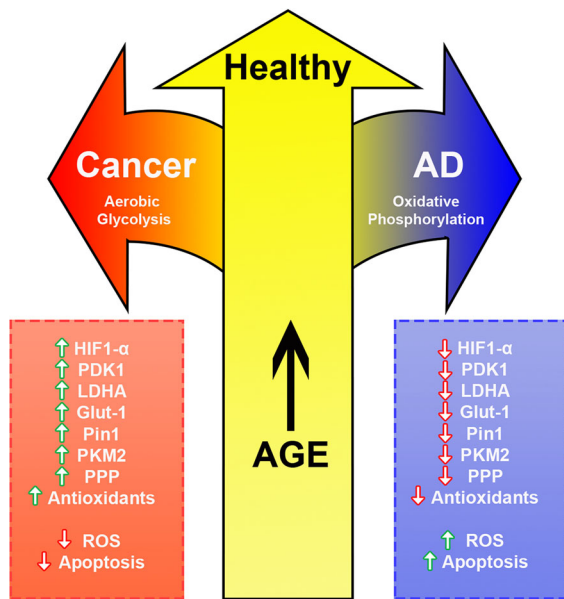 Healthy
Cancer
Aerobic
Glycolysis
AD
Oxidative
Phosphorylation
HIF1-α
PDK1
LDHA
Glut-1
Pin1
PKM2
PPP
Antioxidants
ROS
Apoptosis
AGE
HIF1-α
PDK1
LDHA
Glut-1
Pin1
PKM2
PPP
Antioxidants
ROS
Apoptosis